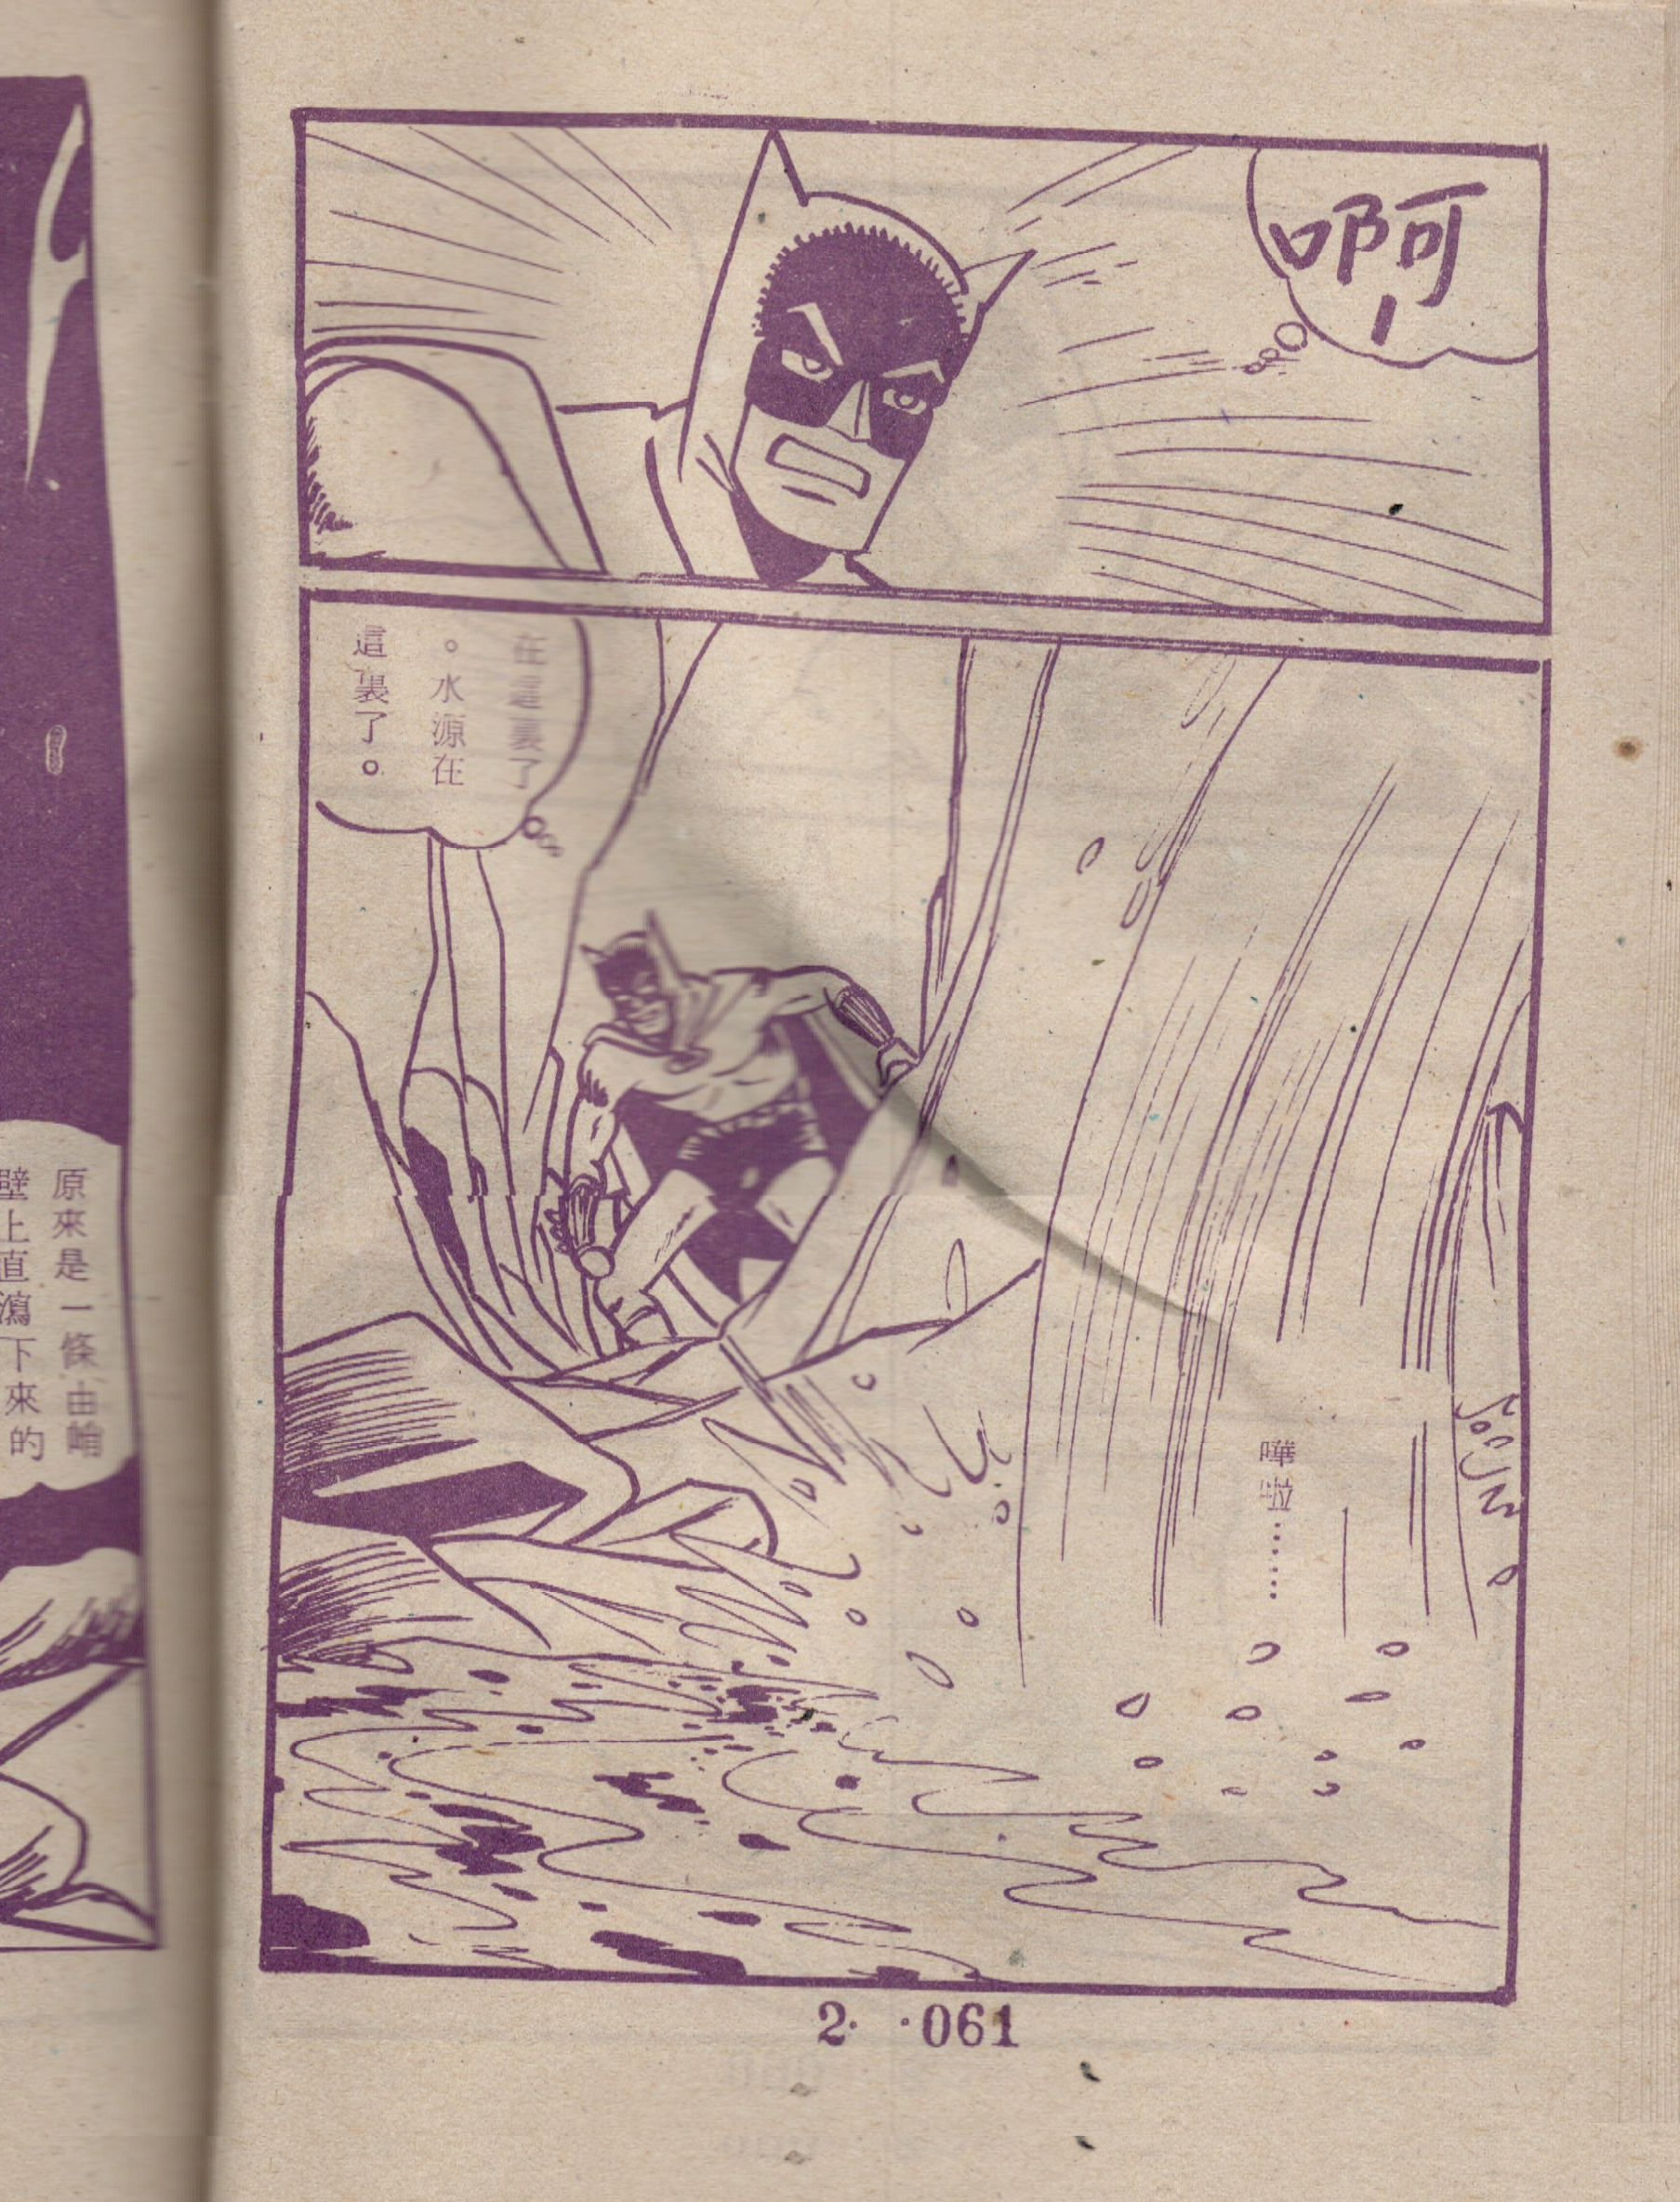 啊！
在這裏了
。水源在
這裏了。
嘩啦……
2··061
原來是一條由峭
壁上直瀉下來的